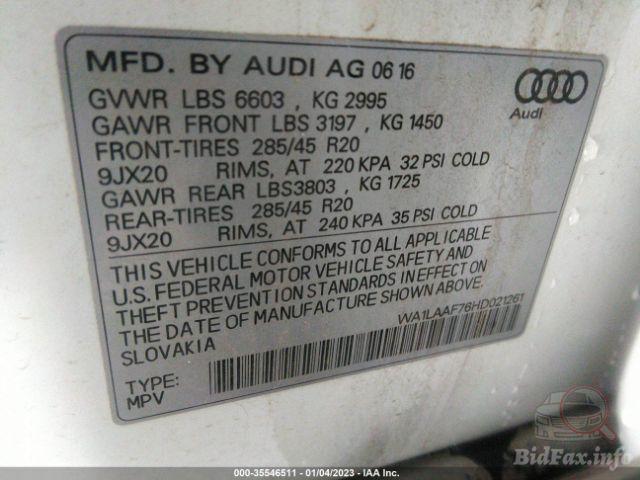 MFD. BY AUDI AG 06 16
GVWR LBS 6603 , KG 2995
GAWR FRONT LBS 3197 , KG 1450
FRONT-TIRES 285/45 R20
9JX20 RIMS, AT 220 KPA 32 PSI COLD
GAWR REAR LBS3803 , KG 1725
REAR-TIRES 285/45 R20
9JX20 RIMS, AT 240 KPA 35 PSI COLD
Audi
THIS VEHICLE CONFORMS TO ALL APPLICABLE
U.S. FEDERAL MOTOR VEHICLE SAFETY AND
THEFT PREVENTION STANDARDS IN EFFECT ON
THE DATE OF MANUFACTURE SHOWN ABOVE
SLOVAKIA
WA1LAAF76HD021261
TYPE:
MPV
BidFax.info
000-35546511 - 01/04/2023 - IAA Inc.